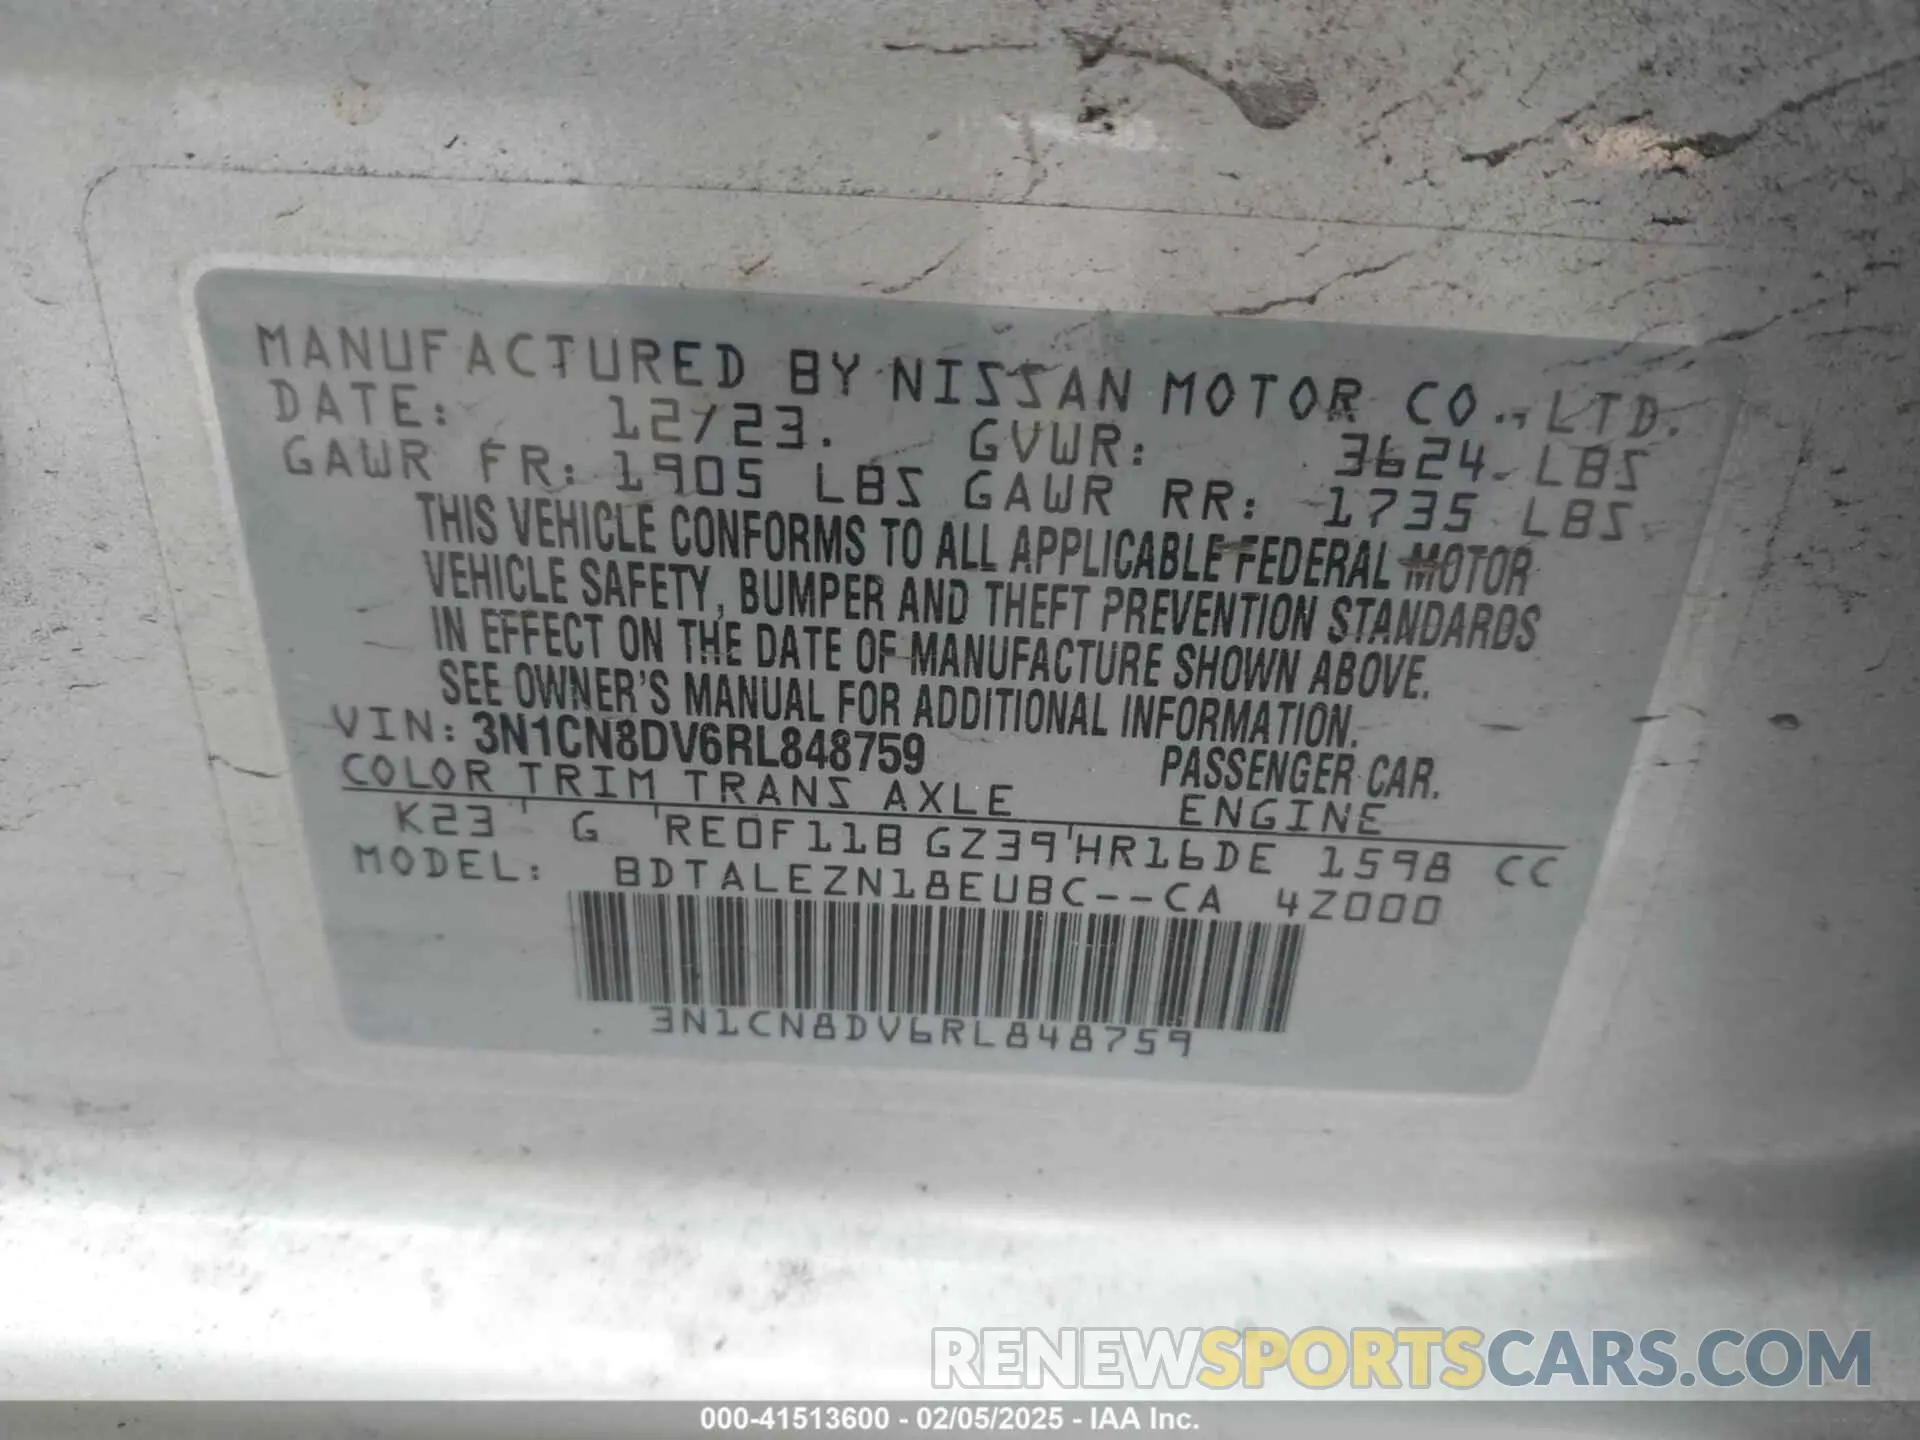 MANUFACTURED BY NISSAN MOTOR CO., LTD.
DATE: 12/23. GVWR: 3624 LBS
GAWR FR: 1905 LBS GAWR RR: 1735 LBS
THIS VEHICLE CONFORMS TO ALL APPLICABLE FEDERAL MOTOR
VEHICLE SAFETY, BUMPER AND THEFT PREVENTION STANDARDS
IN EFFECT ON THE DATE OF MANUFACTURE SHOWN ABOVE.
SEE OWNER'S MANUAL FOR ADDITIONAL INFORMATION.
VIN: 3N1CN8DV6RL848759 PASSENGER CAR.
COLOR TRIM TRANS AXLE ENGINE
K23 ' G 'RE0F11B GZ39'HR16DE 1598 CC
MODEL: BDTALEZN18EUBC--CA 4Z000
3N1CN8DV6RL848759
RENEWSPORTSCARS.COM
000-41513600 - 02/05/2025 - IAA Inc.